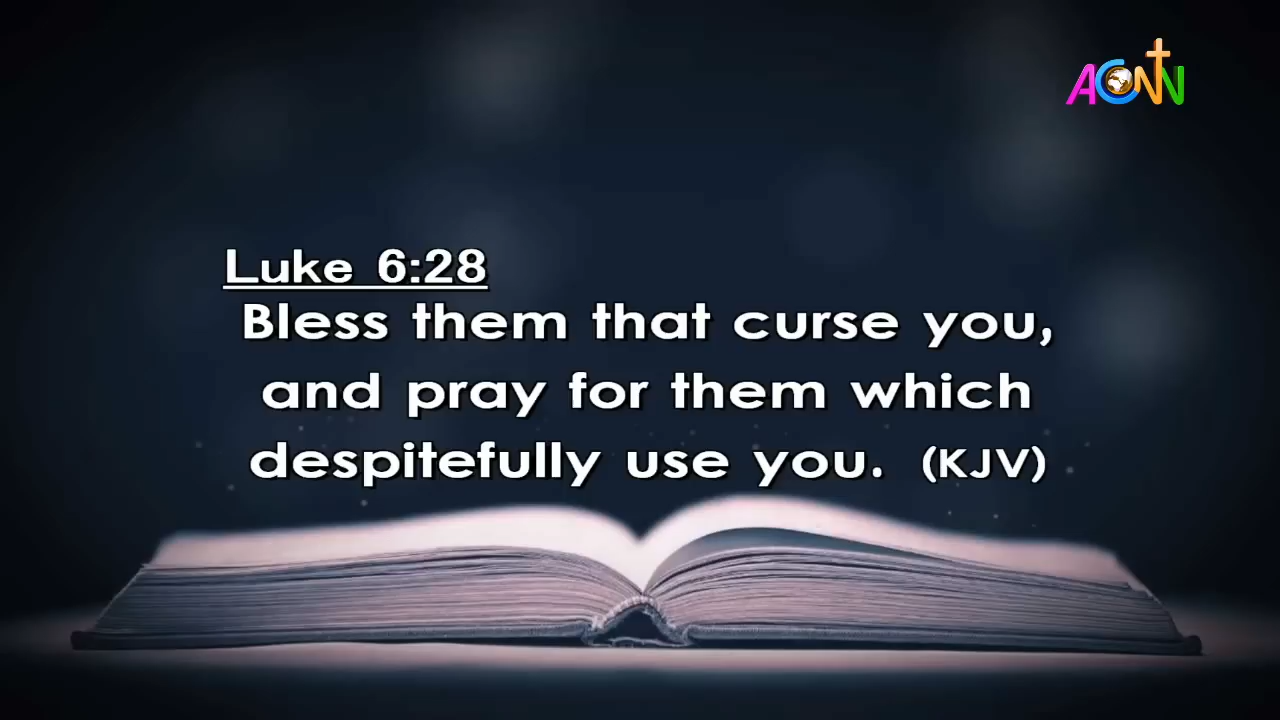 ACNN
Luke 6:28
Bless them that curse you,
and pray for them which
despitefully use you. (KJV)